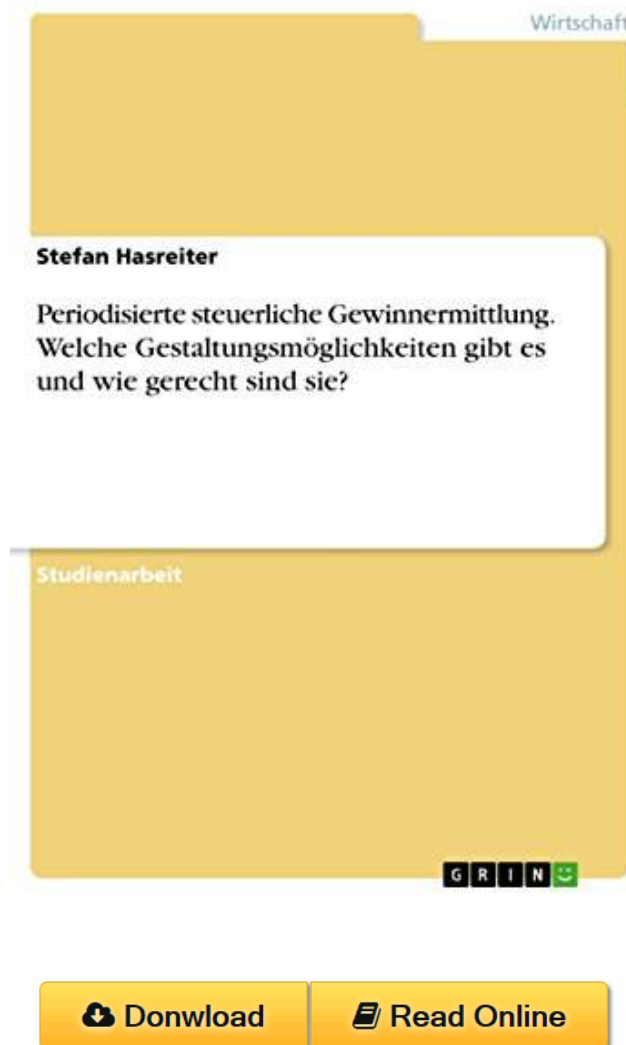 Wirtschaft
Stefan Hasreiter
Periodisierte steuerliche Gewinnermittlung.
Welche Gestaltungsmöglichkeiten gibt es
und wie gerecht sind sie?
Studienarbeit
GRIN
Donwload
Read Online